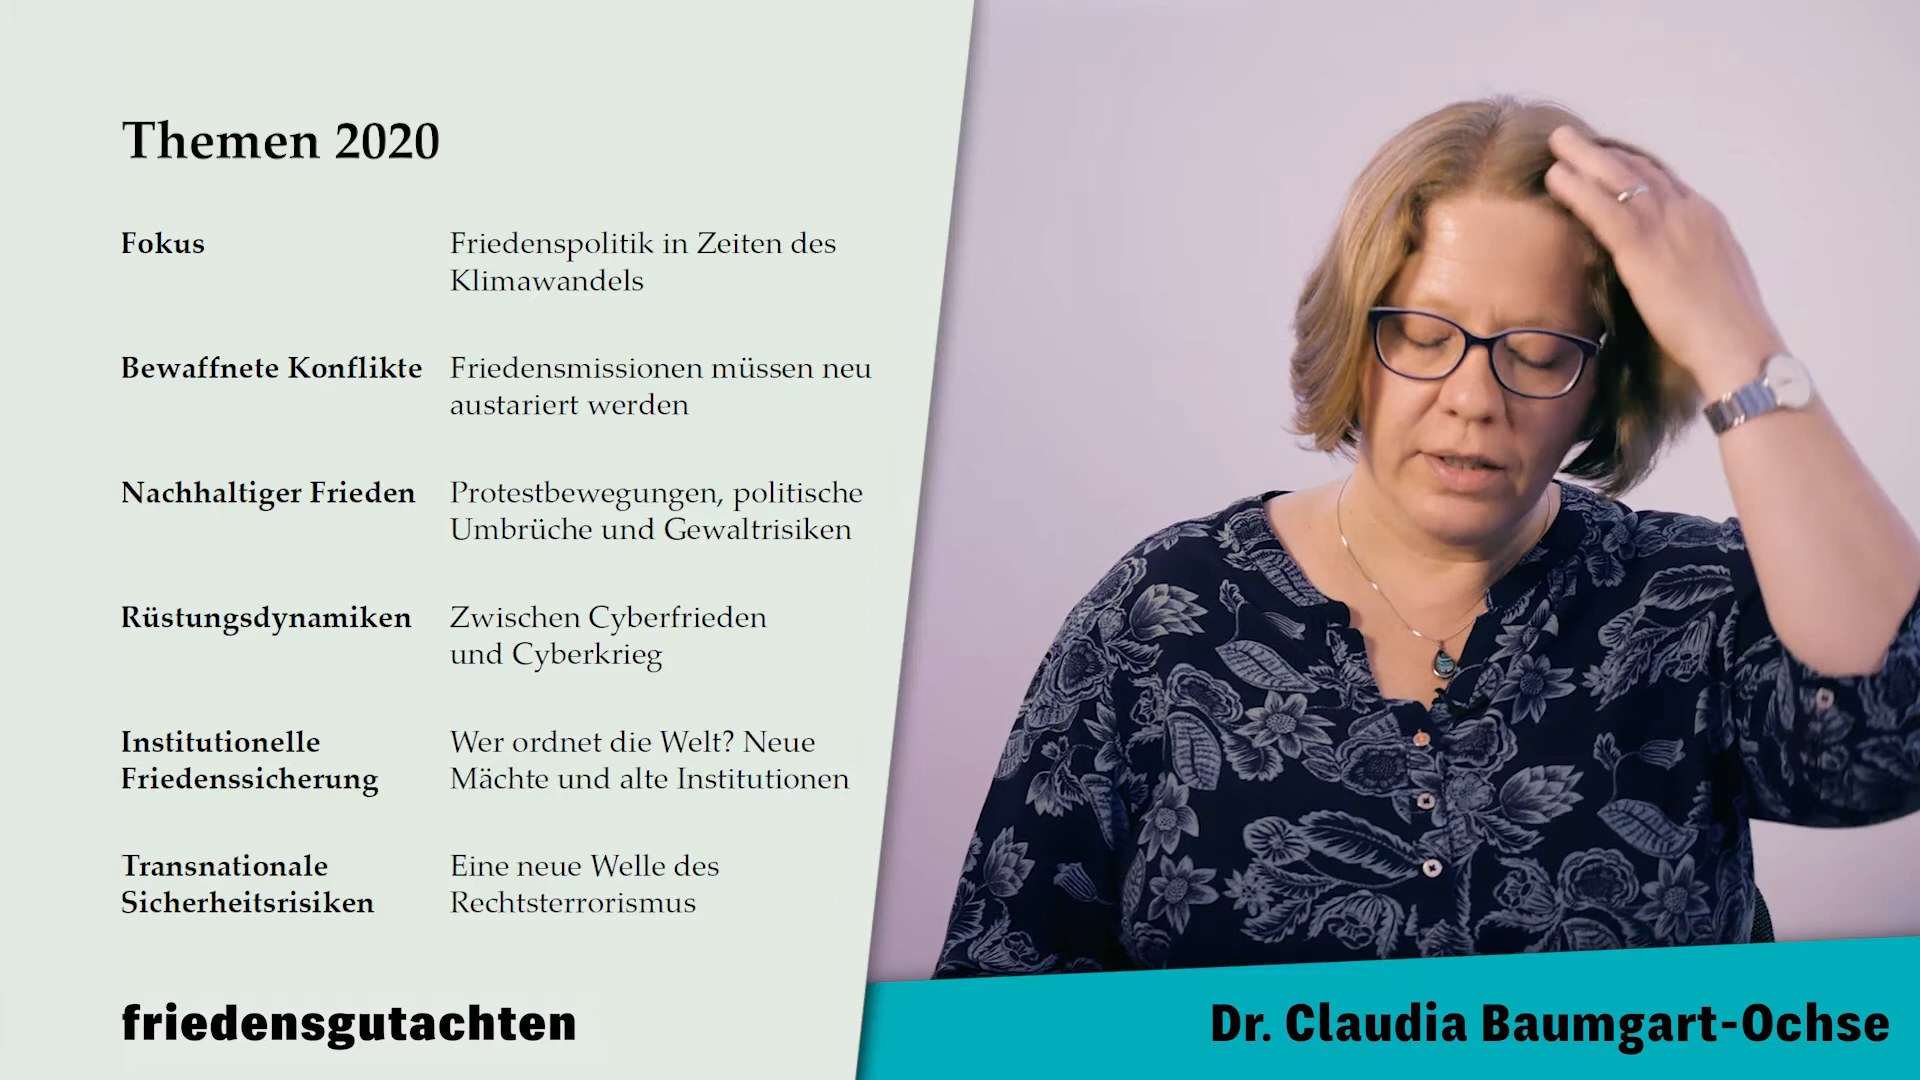 Themen 2020
Fokus
Friedenspolitik in Zeiten des
Klimawandels
Bewaffnete Konflikte
Friedensmissionen müssen neu
austariert werden
Nachhaltiger Frieden
Protestbewegungen, politische
Umbrüche und Gewaltrisiken
Rüstungsdynamiken
Zwischen Cyberfrieden
und Cyberkrieg
Institutionelle
Friedenssicherung
Wer ordnet die Welt? Neue
Mächte und alte Institutionen
Transnationale
Sicherheitsrisiken
Eine neue Welle des
Rechtsterrorismus
friedensgutachten
Dr. Claudia Baumgart-Ochse